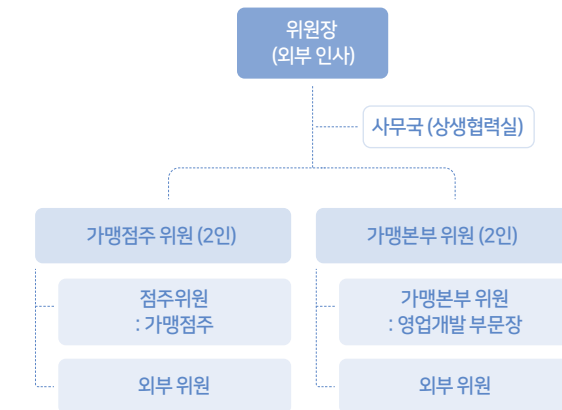 위원장
(외부 인사)
사무국 (상생협력실)
가맹점주 위원 (2인)
가맹본부 위원 (2인)
점주위원
: 가맹점주
가맹본부 위원
: 영업개발 부문장
외부 위원
외부 위원